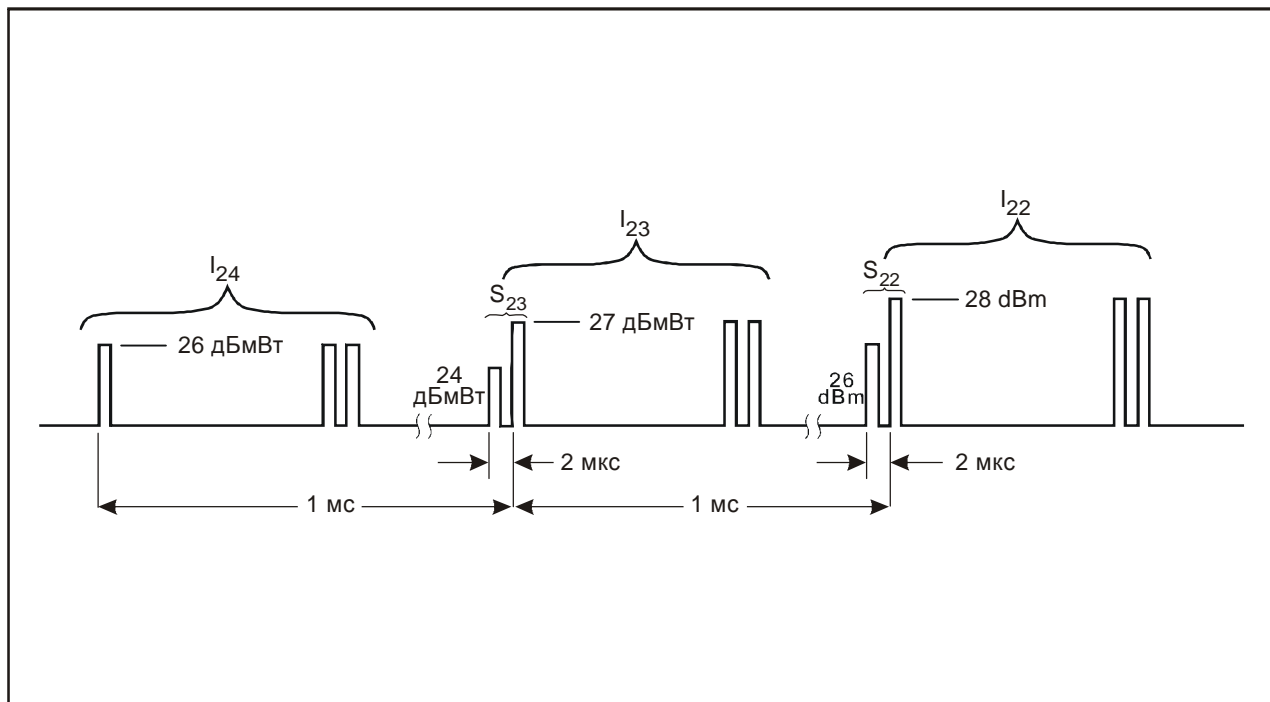 I22
I23
S22
I24
S23
28 dBm
27 дБмВт
26 дБмВт
24
дБмВт
26
dBm
2 мкс
2 мкс
1 мс
1 мс